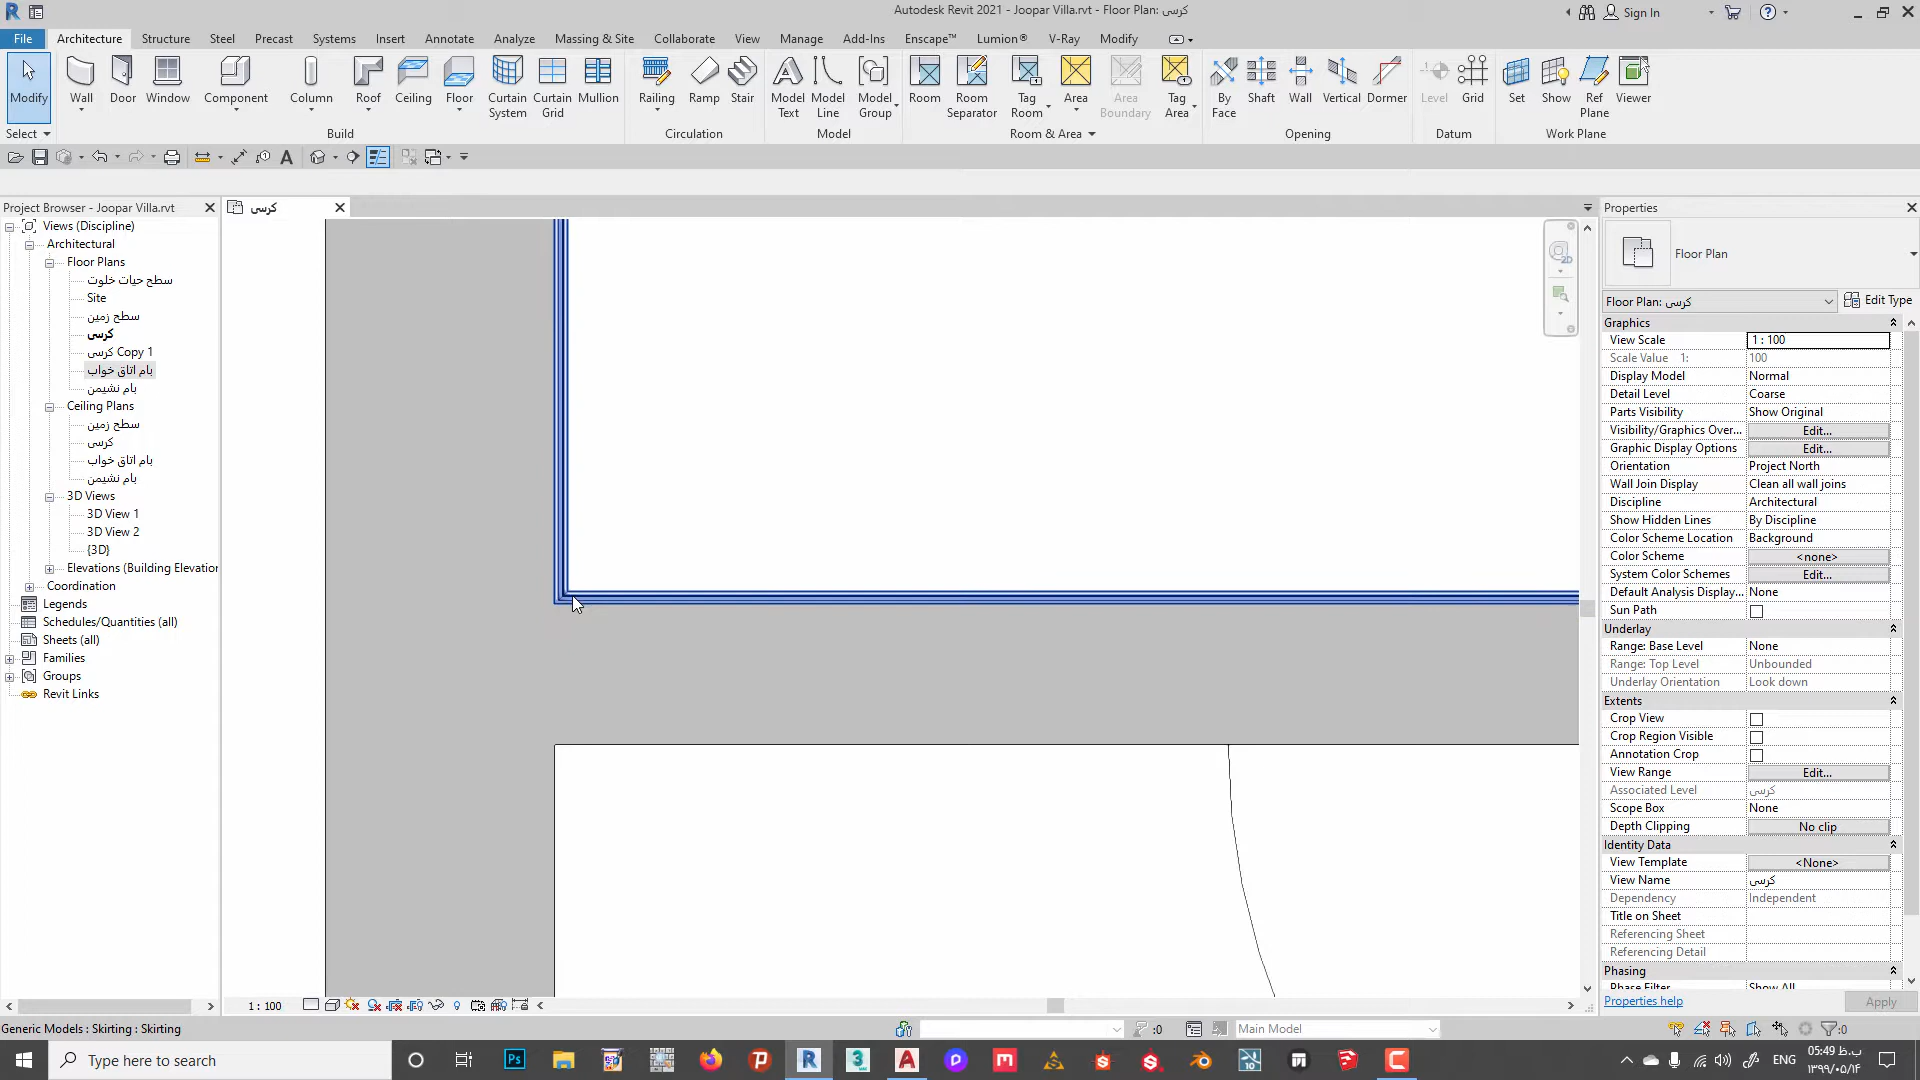 Autodesk Revit 2021 - Joopar Villa.rvt - Floor Plan: کرسی
Sign In
File Architecture Structure Steel Precast Systems Insert Annotate Analyze Massing & Site Collaborate View Manage Add-Ins Enscape™ Lumion® V-Ray Modify
Modify Wall Door Window Component Column Roof Ceiling Floor Curtain System Curtain Grid Mullion Railing Ramp Stair Model Text Model Line Model Group Room Room Separator Tag Room Area Area Boundary Tag Area By Face Shaft Wall Vertical Dormer Level Grid Set Show Ref Plane Viewer
Select Build Circulation Model Room & Area Opening Datum Work Plane
Project Browser - Joopar Villa.rvt
کرسی
Properties
Views (Discipline)
Architectural
Floor Plans
سطح حیات خلوت
Site
سطح زمین
کرسی
کرسی Copy 1
بام اتاق خواب
بام نشیمن
Ceiling Plans
سطح زمین
کرسی
بام اتاق خواب
بام نشیمن
3D Views
3D View 1
3D View 2
{3D}
Elevations (Building Elevation
Coordination
Legends
Schedules/Quantities (all)
Sheets (all)
Families
Groups
Revit Links
2D
Floor Plan
Floor Plan: کرسی
Edit Type
Graphics
View Scale 1 : 100
Scale Value 1: 100
Display Model Normal
Detail Level Coarse
Parts Visibility Show Original
Visibility/Graphics Over... Edit...
Graphic Display Options Edit...
Orientation Project North
Wall Join Display Clean all wall joins
Discipline Architectural
Show Hidden Lines By Discipline
Color Scheme Location Background
Color Scheme <none>
System Color Schemes Edit...
Default Analysis Display... None
Sun Path
Underlay
Range: Base Level None
Range: Top Level Unbounded
Underlay Orientation Look down
Extents
Crop View
Crop Region Visible
Annotation Crop
View Range Edit...
Associated Level کرسی
Scope Box None
Depth Clipping No clip
Identity Data
View Template <None>
View Name کرسی
Dependency Independent
Title on Sheet
Referencing Sheet
Referencing Detail
Phasing
Phase Filter Show All
Properties help Apply
1 : 100
Generic Models : Skirting : Skirting
:0
Main Model
:0
Type here to search
ENG
05:49 ب.ظ
۱۳۹۹/۰۵/۱۴